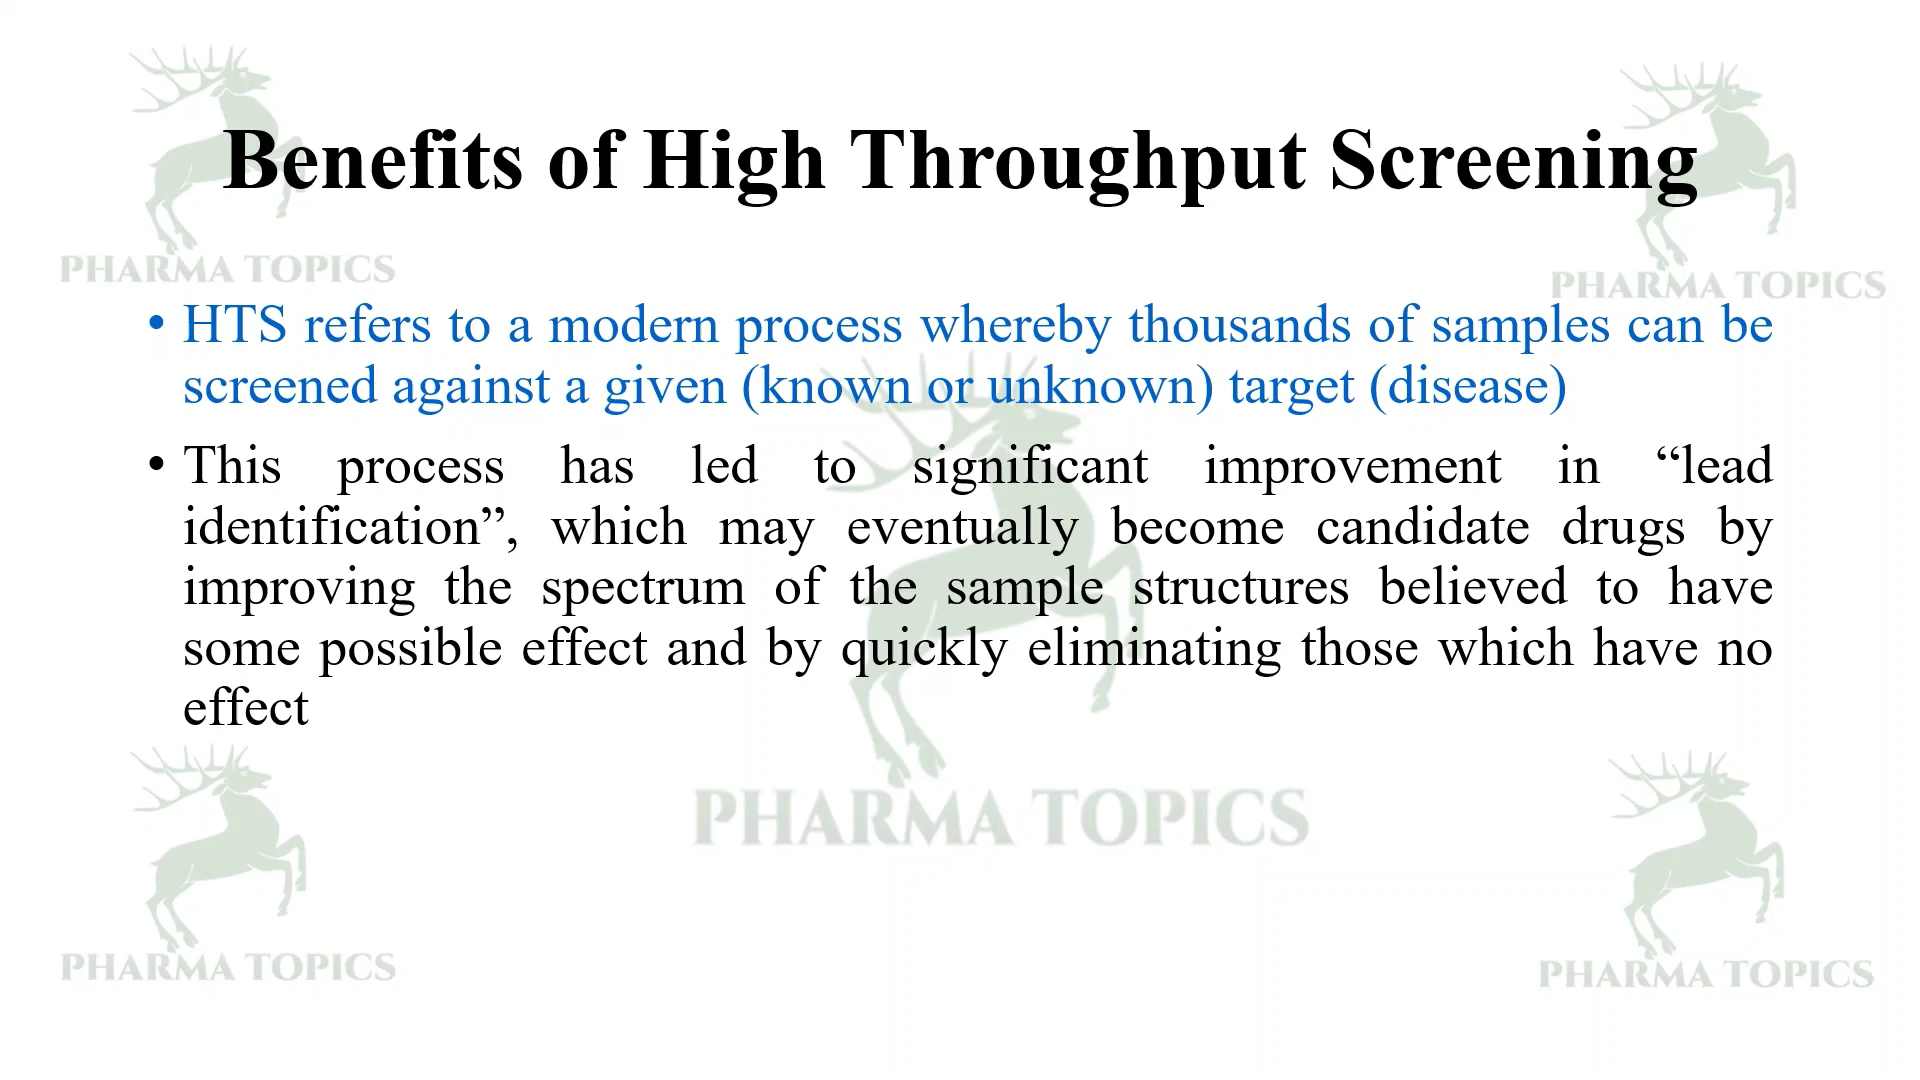 Benefits of High Throughput Screening
PHARMA TOPICS
PHARMA TOPICS
• HTS refers to a modern process whereby thousands of samples can be
screened against a given (known or unknown) target (disease)
• This process has led to significant improvement in “lead
identification”, which may eventually become candidate drugs by
improving the spectrum of the sample structures believed to have
some possible effect and by quickly eliminating those which have no
effect
PHARMA TOPICS
PHARMA TOPICS
PHARMA TOPICS